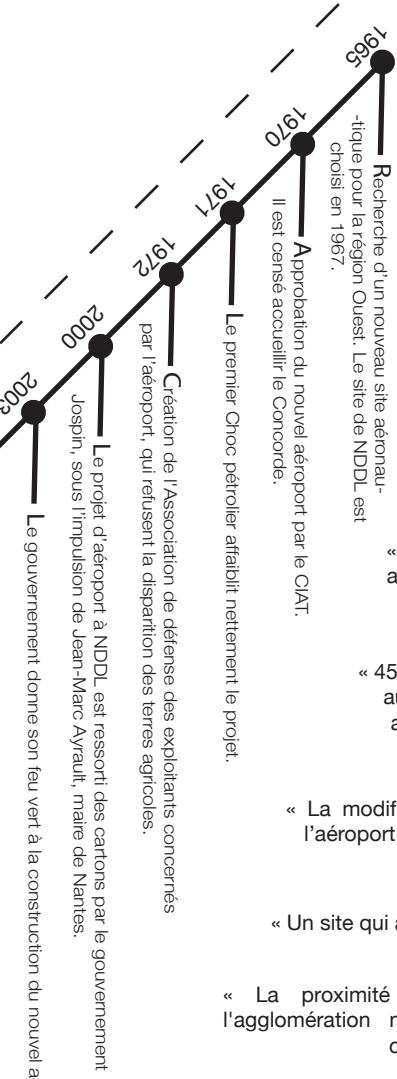 1965
Recherche d'un nouveau site aéronau-
-tique pour la région Ouest. Le site de NDDL est
choisi en 1967.
1970
Approbation du nouvel aéroport par le CIAT.
Il est censé accueillir le Concorde.
1971
Le premier Choc pétrolier affaiblit nettement le projet.
1972
Création de l'Association de défense des exploitants concernés
par l'aéroport, qui refusent la disparition des terres agricoles.
2000
Le projet d'aéroport à NDDL est ressorti des cartons par le gouvernement
Jospin, sous l'impulsion de Jean-Marc Ayrault, maire de Nantes.
2003
Le gouvernement donne son feu vert à la construction du nouvel a
«
a
« 45
au
a
« La modif
l'aéroport
« Un site qui a
« La proximité
l'agglomération n